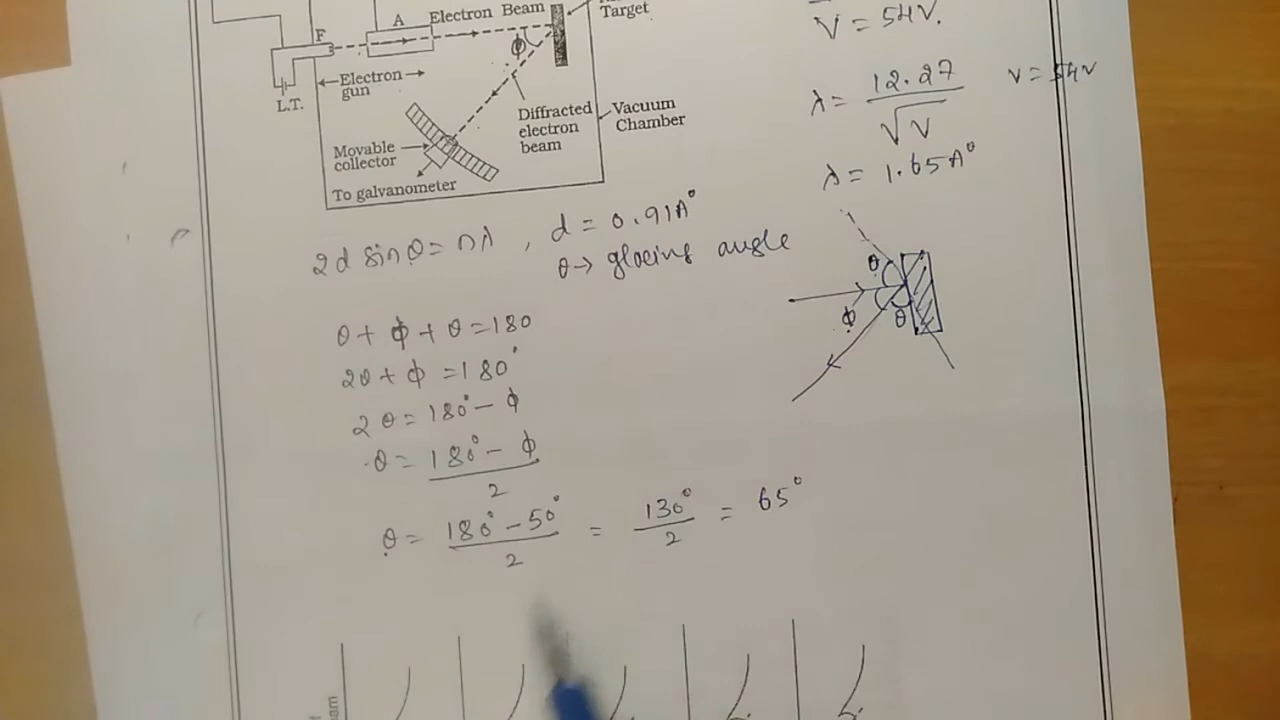 A Electron Beam
Target
F
ϕ
Electron
gun
L.T.
Diffracted
electron
beam
Vacuum
Chamber
Movable
collector
To galvanometer
V = 54V.
λ = 12.27 / √V V = 54V
λ = 1.65A°
2d sinθ = nλ , d = 0.91A°
θ → glacing angle
θ
ϕ θ
θ + ϕ + θ = 180
2θ + ϕ = 180°
2θ = 180° - ϕ
θ = 180° - ϕ / 2
θ = 180° - 50° / 2 = 130° / 2 = 65°